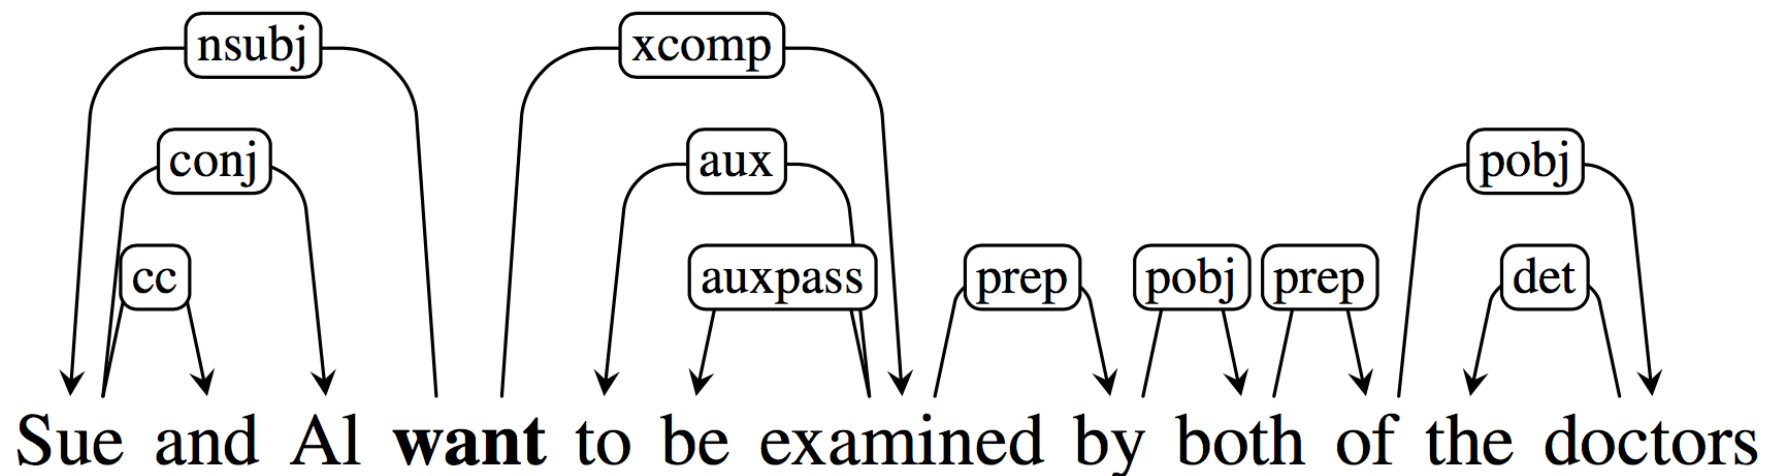 nsubj xcomp
conj aux pobj
cc auxpass prep pobj prep det
Sue and Al want to be examined by both of the doctors